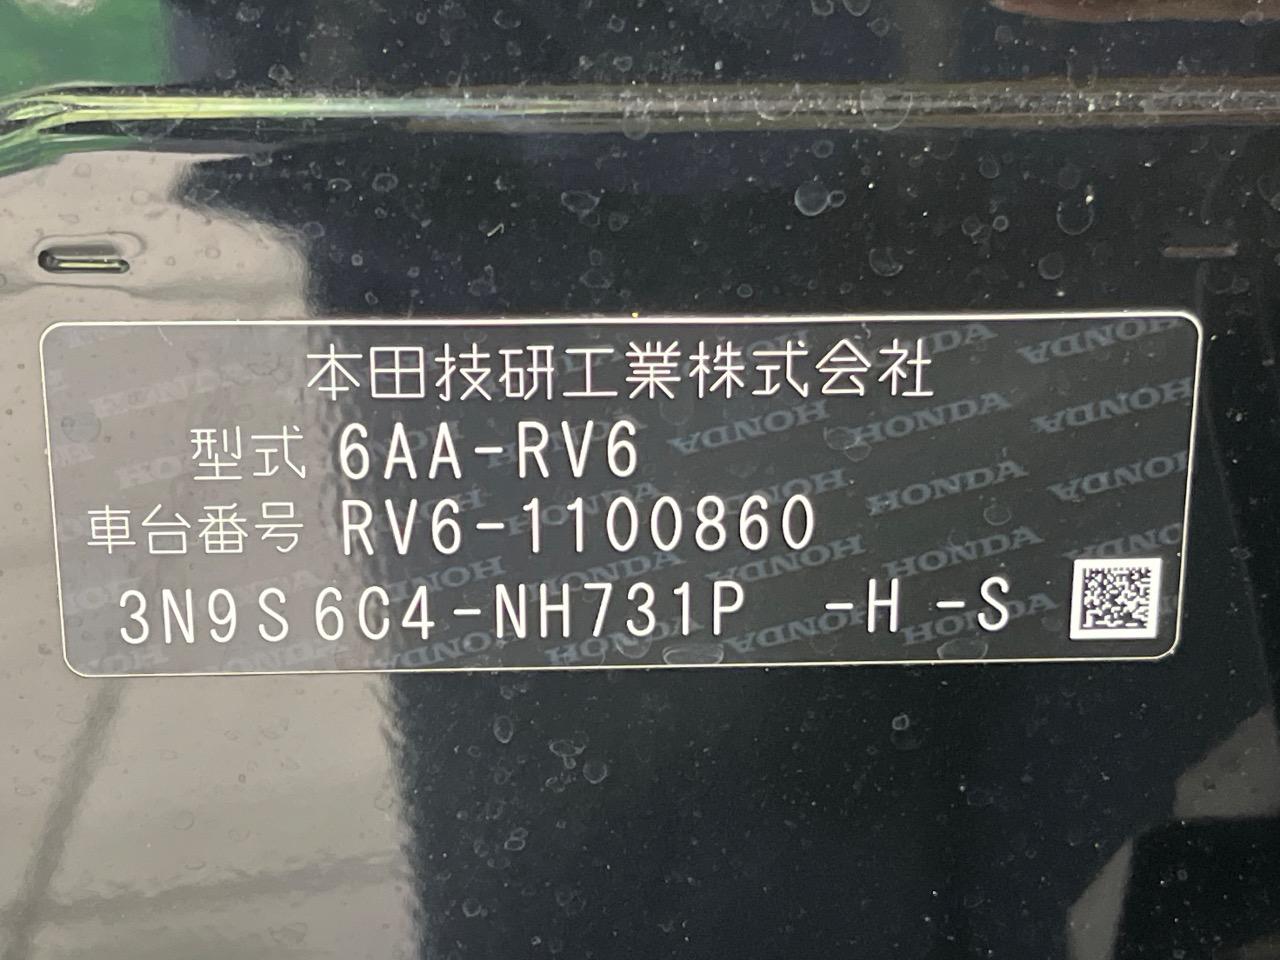 本田技研工業株式会社
型式 6AA-RV6
車台番号 RV6-1100860
3N9S6C4-NH731P -H -S